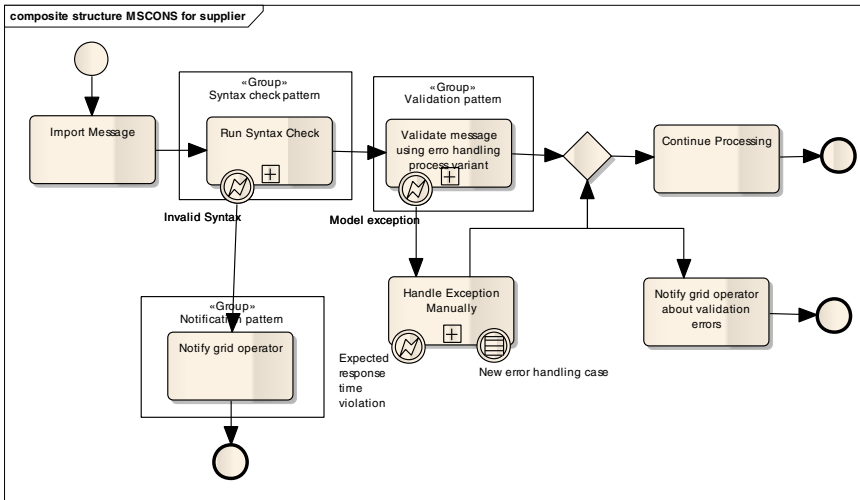 composite structure MSCONS for supplier
«Group»
Syntax check pattern
«Group»
Validation pattern
Import Message
Run Syntax Check
Validate message
using erro handling
process variant
Continue Processing
Invalid Syntax
Model exception
Handle Exception
Manually
Notify grid operator
about validation
errors
«Group»
Notification pattern
Notify grid operator
Expected
response
time
violation
New error handling case